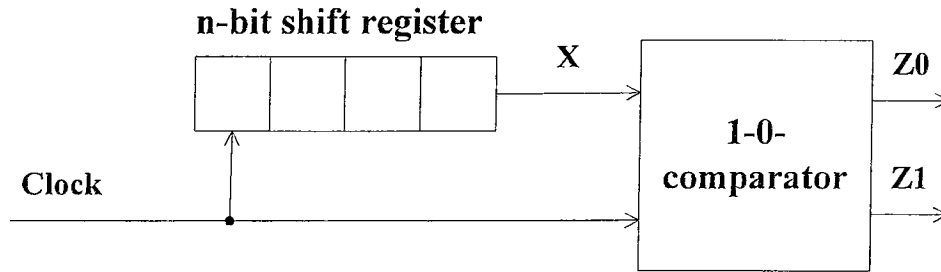 n-bit shift register
X
Z0
1-0-
comparator
Clock
Z1